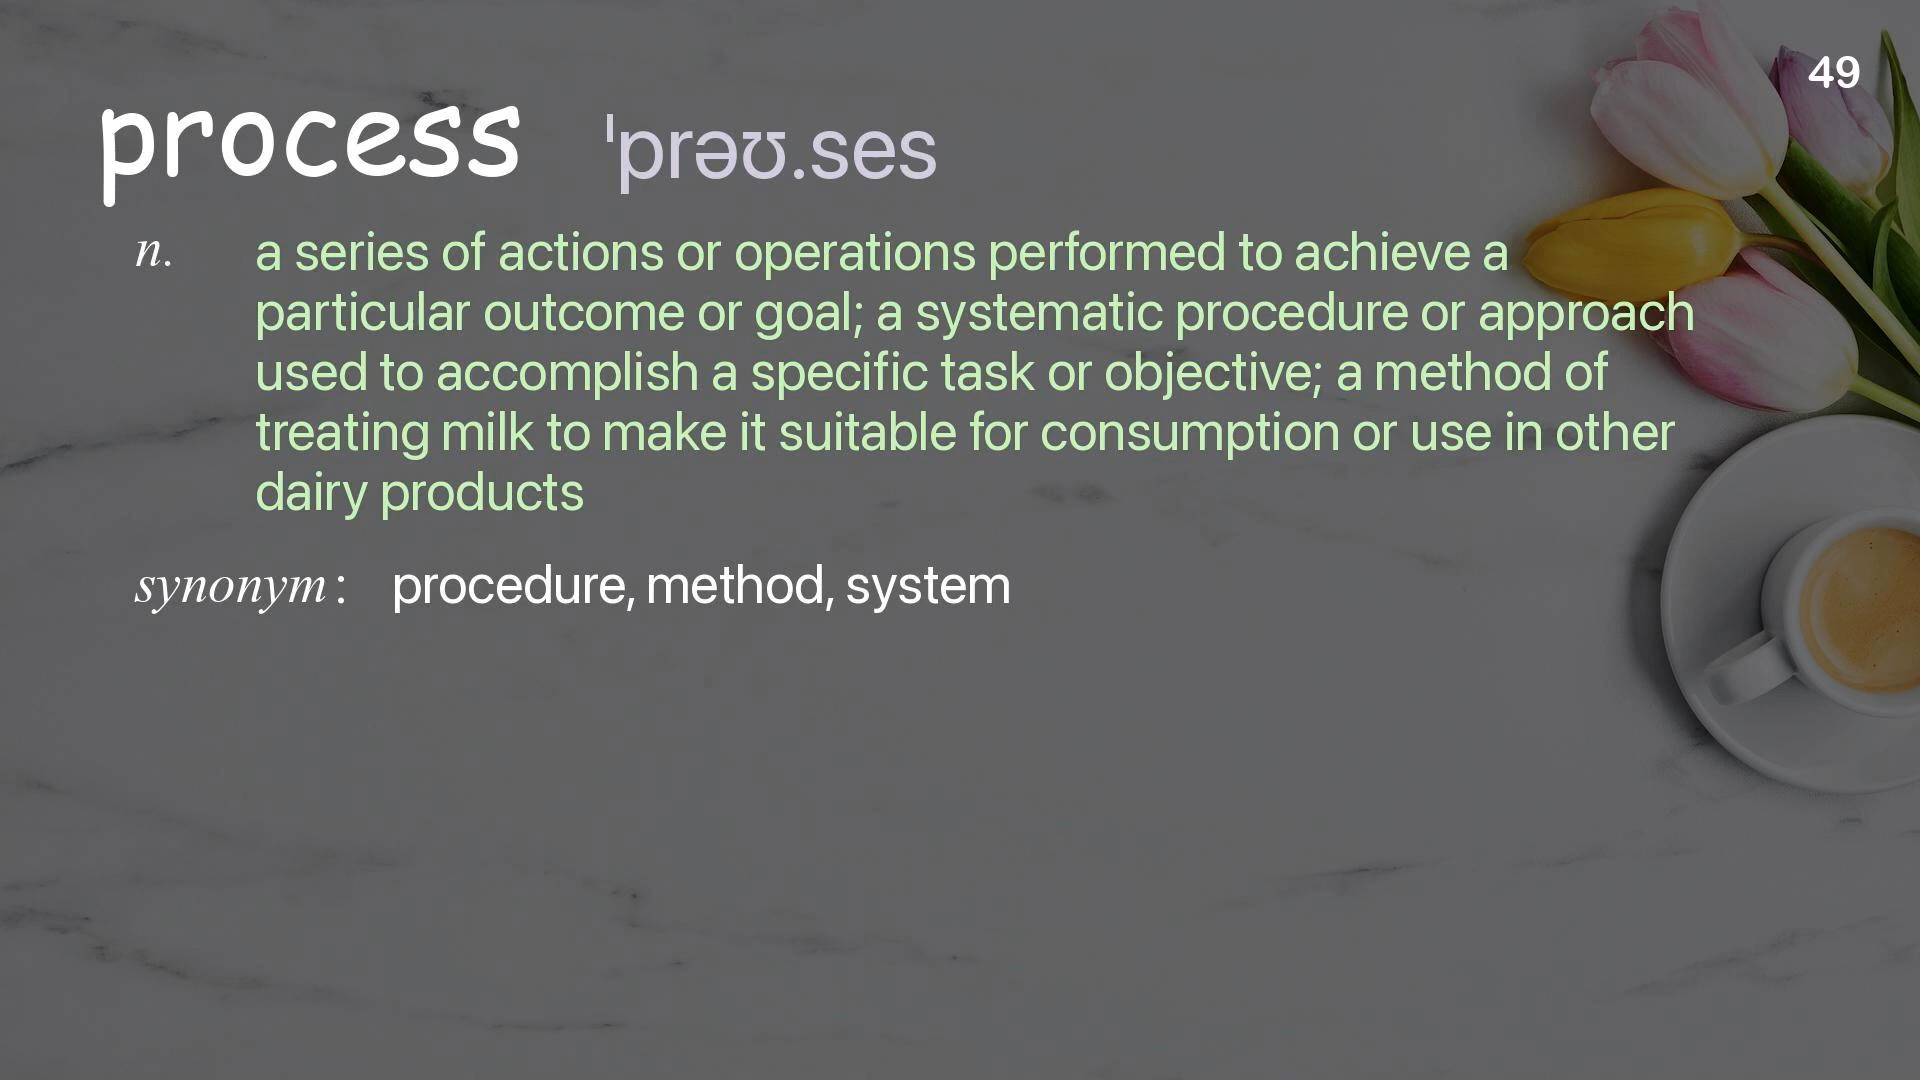 49
process ˈprəʊ.ses
n. a series of actions or operations performed to achieve a
particular outcome or goal; a systematic procedure or approach
used to accomplish a specific task or objective; a method of
treating milk to make it suitable for consumption or use in other
dairy products
synonym: procedure, method, system